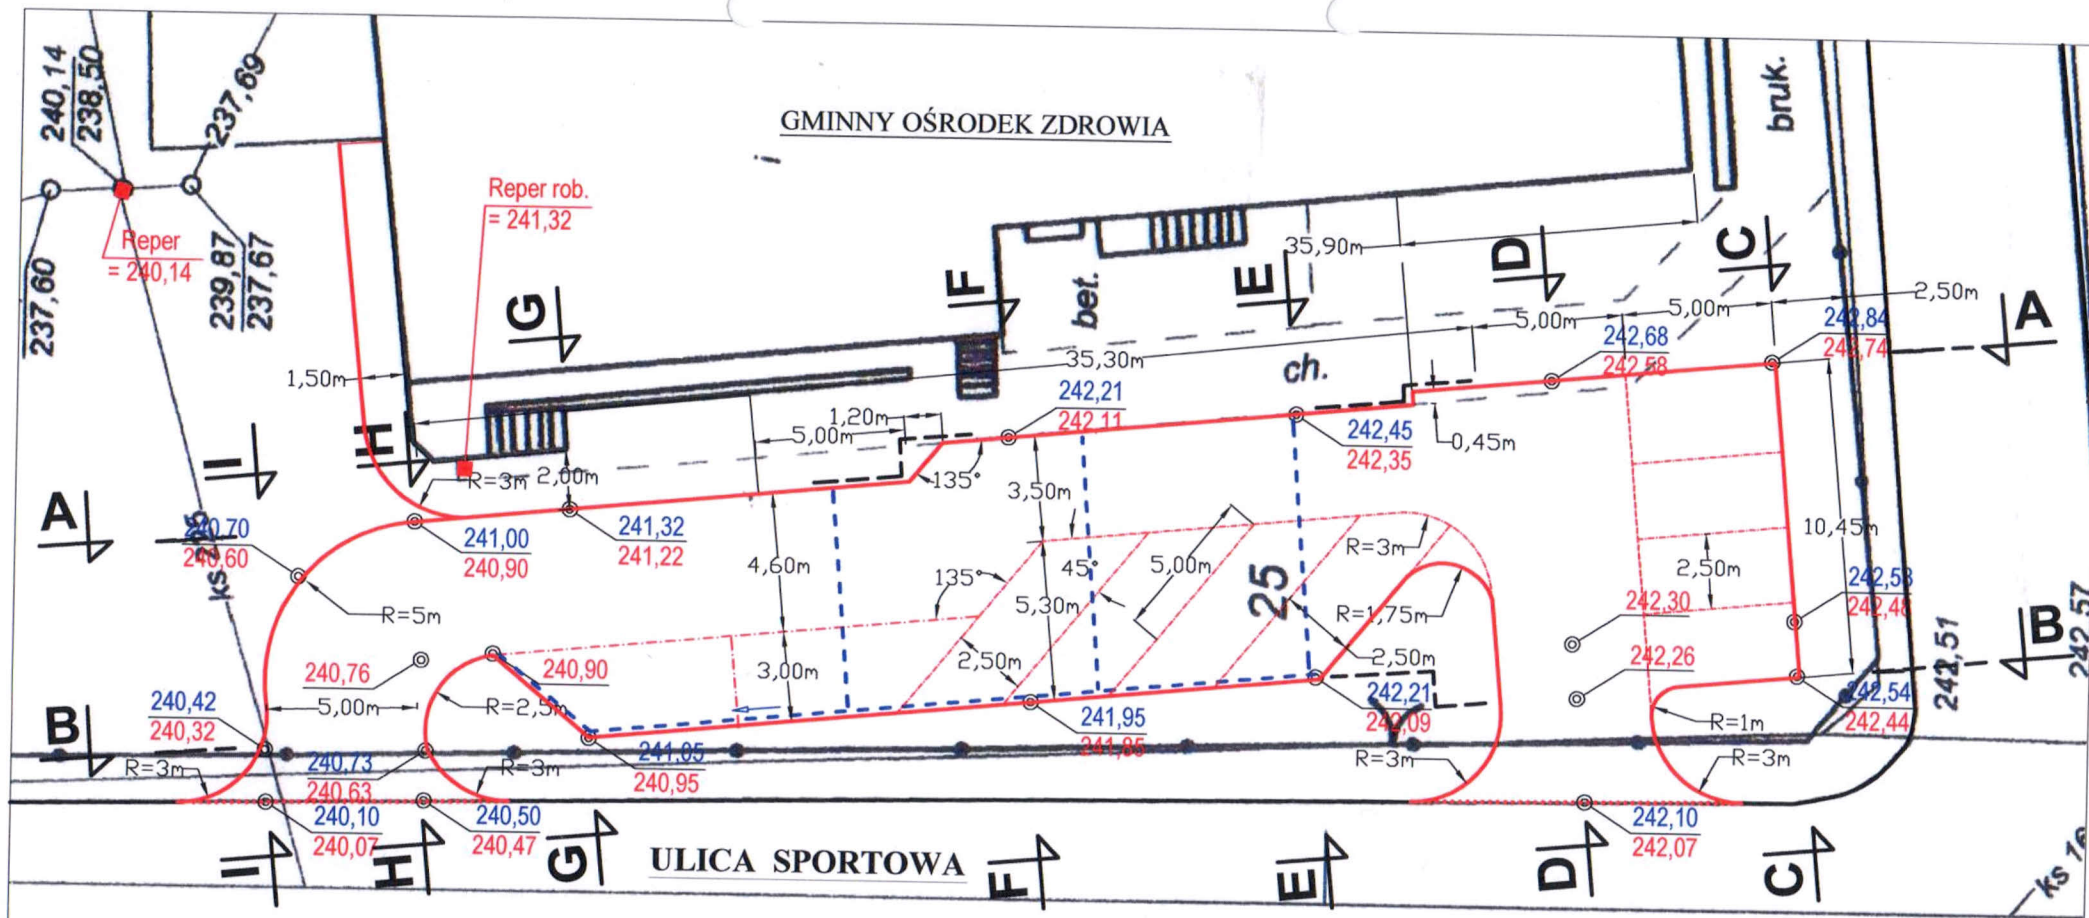 240,14
238,50
237,69
GMINNY OŚRODEK ZDROWIA
bruk.
Reper rob.
= 241,32
Reper
= 240,14
237,60
239,87
237,67
G
F
bet.
E
35,90m
D
C
2,50m
A
5,00m
5,00m
242,68
242,58
242,84
242,74
1,50m
35,30m
ch.
242,21
242,11
1,20m
5,00m
242,45
242,35
0,45m
I
H
R=3m
2,00m
135°
3,50m
A
240,70
240,60
ks
241,00
240,90
241,32
241,22
4,60m
135°
45°
5,00m
R=3m
25
10,45m
2,50m
R=5m
5,30m
R=1,75m
242,30
242,48
242,57
242,51
B
240,76
240,90
3,00m
2,50m
2,50m
242,26
240,42
240,32
5,00m
R=2,5m
242,21
242,09
242,54
242,44
241,95
241,85
R=1m
B
R=3m
240,73
240,63
R=3m
241,05
240,95
R=3m
R=3m
240,10
240,07
240,50
240,47
242,10
242,07
I
H
G
ULICA SPORTOWA
F
E
D
C
ks